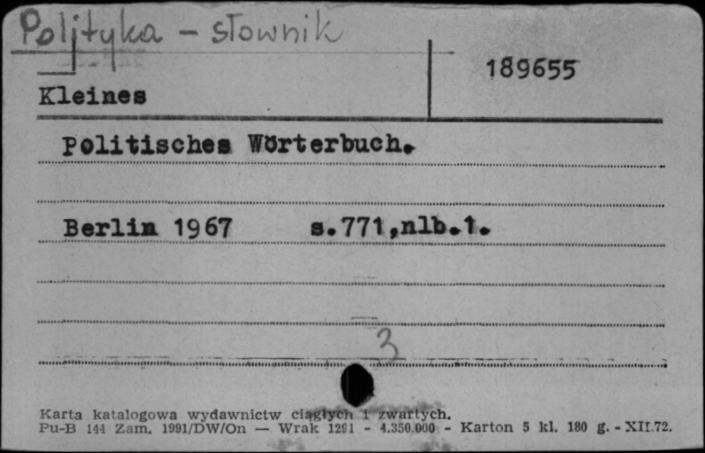 Polityka - słownik
189655
Kleines
Politisches Wörterbuch.
Berlin 1967 s.771,nlb.1.
3
Karta katalogowa wydawnictw ciągłych i zwartych.
Pu-B 144 Zam. 1991/DW/On — Wrak 1291 - 4.350.000 - Karton 5 kl. 180 g. - XII.72.